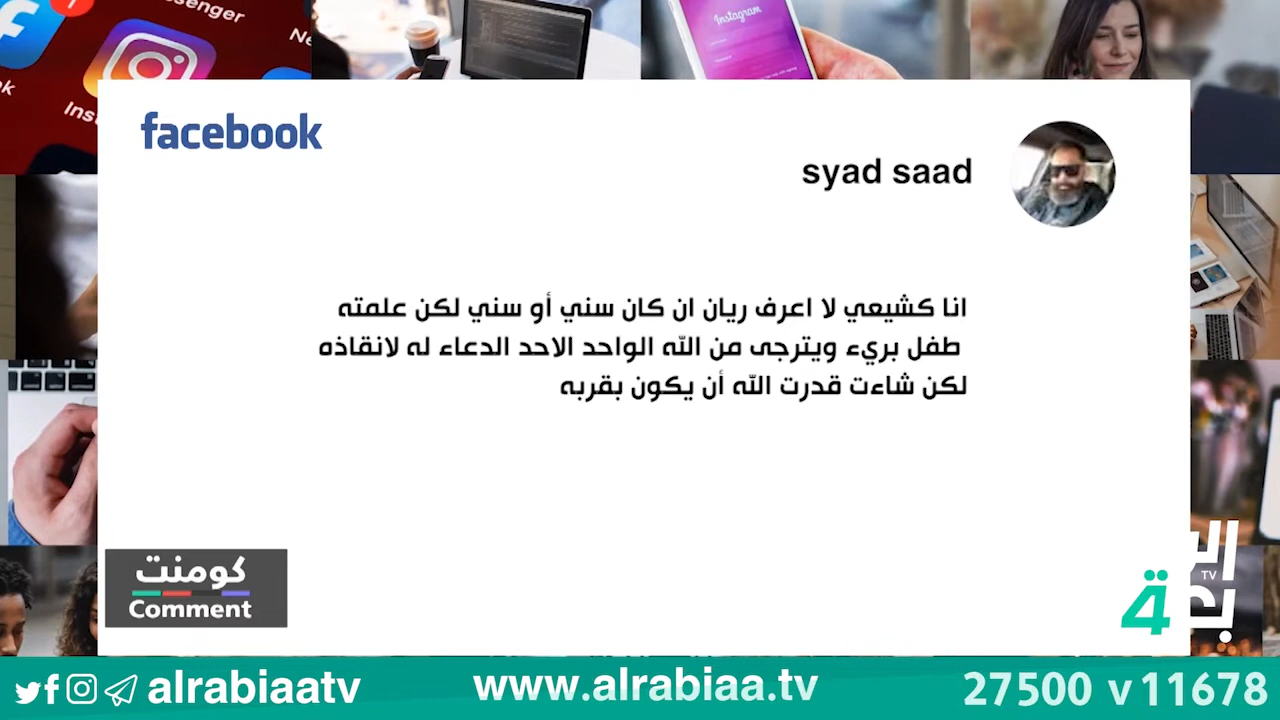 Instagram
facebook
syad saad
انا كشيعي لا اعرف ريان ان كان سني أو سني لكن علمته
طفل بريء ويترجى من الله الواحد الاحد الدعاء له لانقاذه
لكن شاءت قدرت الله أن يكون بقربه
كومنت
Comment
TV
alrabiaatv
www.alrabiaa.tv
27500 v 11678